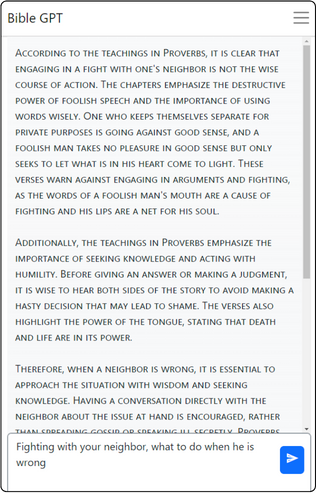 Bible GPT
According to the teachings in Proverbs, it is clear that
engaging in a fight with one's neighbor is not the wise
course of action. The chapters emphasize the destructive
power of foolish speech and the importance of using
words wisely. One who keeps themselves separate for
private purposes is going against good sense, and a
foolish man takes no pleasure in good sense but only
seeks to let what is in his heart come to light. These
verses warn against engaging in arguments and fighting,
as the words of a foolish man's mouth are a cause of
fighting and his lips are a net for his soul.
Additionally, the teachings in Proverbs emphasize the
importance of seeking knowledge and acting with
humility. Before giving an answer or making a judgment,
it is wise to hear both sides of the story to avoid making a
hasty decision that may lead to shame. The verses also
highlight the power of the tongue, stating that death
and life are in its power.
Therefore, when a neighbor is wrong, it is essential to
approach the situation with wisdom and seeking
knowledge. Having a conversation directly with the
neighbor about the issue at hand is encouraged, rather
than spreading gossip or speaking ill secretly. Proverbs
Fighting with your neighbor, what to do when he is
wrong